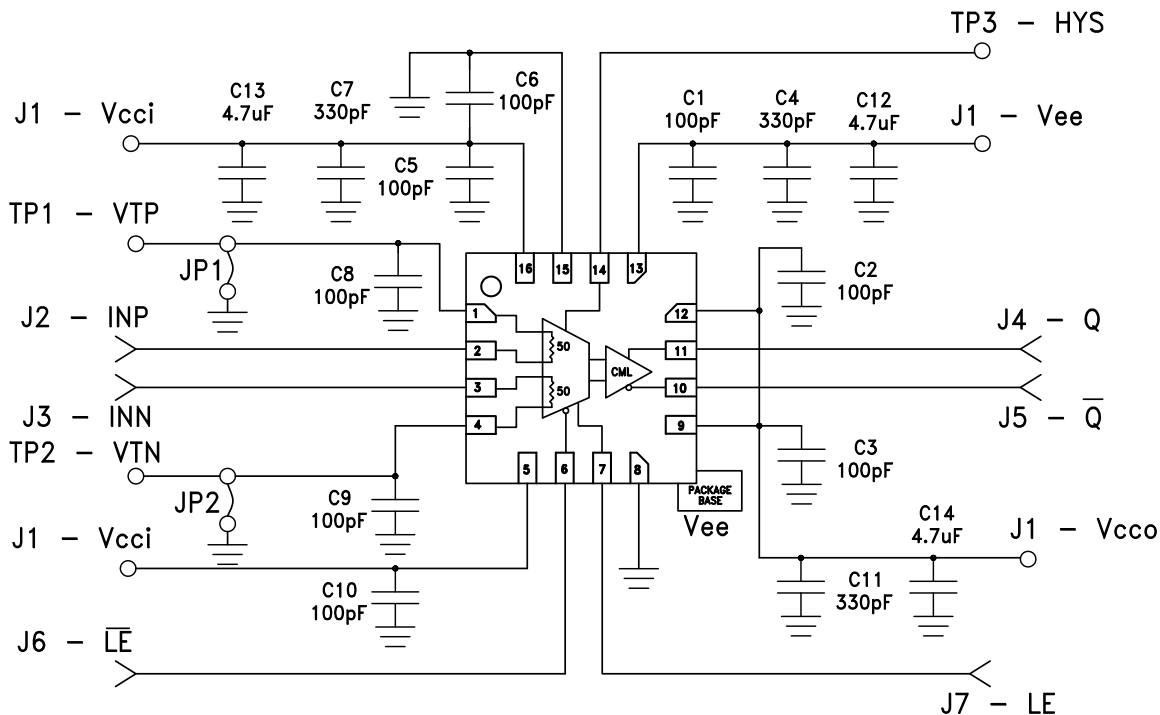 TP3 - HYS
C6
100pF
C13
4.7uF
C7
330pF
C1
100pF
C4
330pF
C12
4.7uF
J1 - Vcci
J1 - Vee
C5
100pF
TP1 - VTP
JP1
C8
100pF
16
15
14
13
C2
100pF
J2 - INP
1
12
J4 - Q
2
50
11
CML
3
50
10
J3 - INN
J5 - Q̅
4
9
TP2 - VTN
C3
100pF
5
6
7
8
JP2
C9
100pF
PACKAGE
BASE
Vee
C14
4.7uF
J1 - Vcci
J1 - Vcco
C10
100pF
C11
330pF
J6 - L̅E̅
J7 - LE